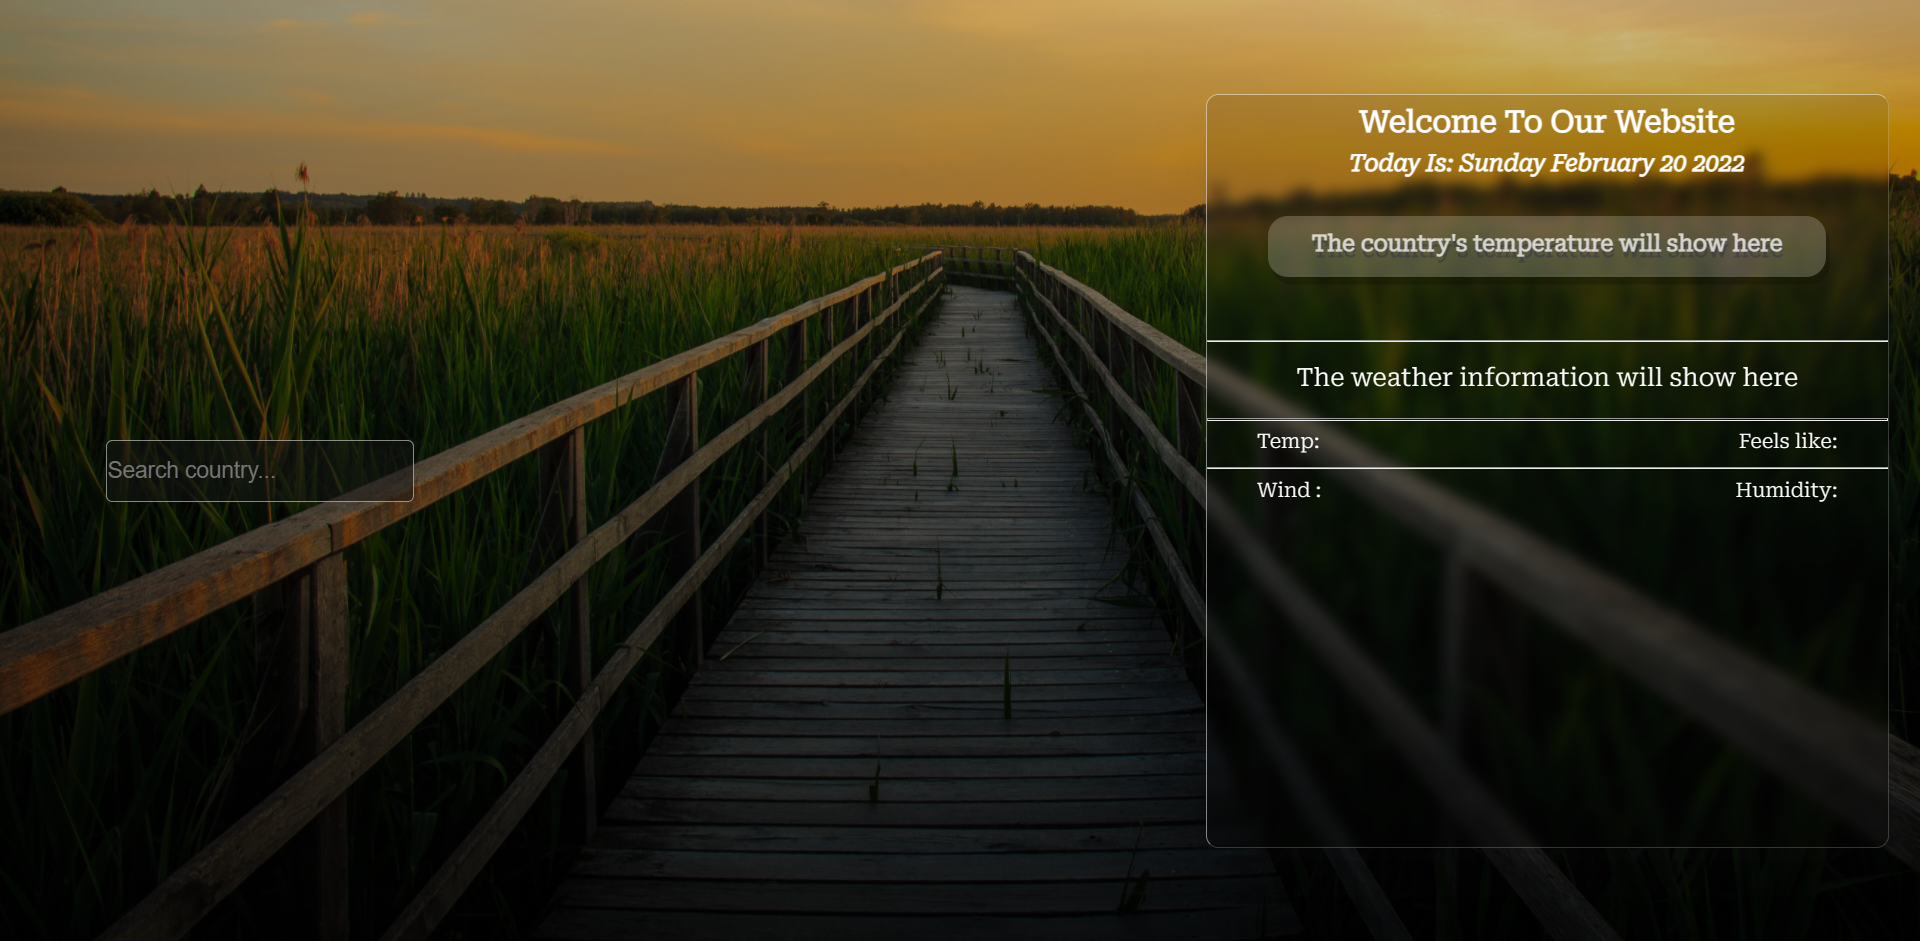 Welcome To Our Website
Today Is: Sunday February 20 2022
The country's temperature will show here
The weather information will show here
Search country...
Temp:
Feels like:
Wind :
Humidity: